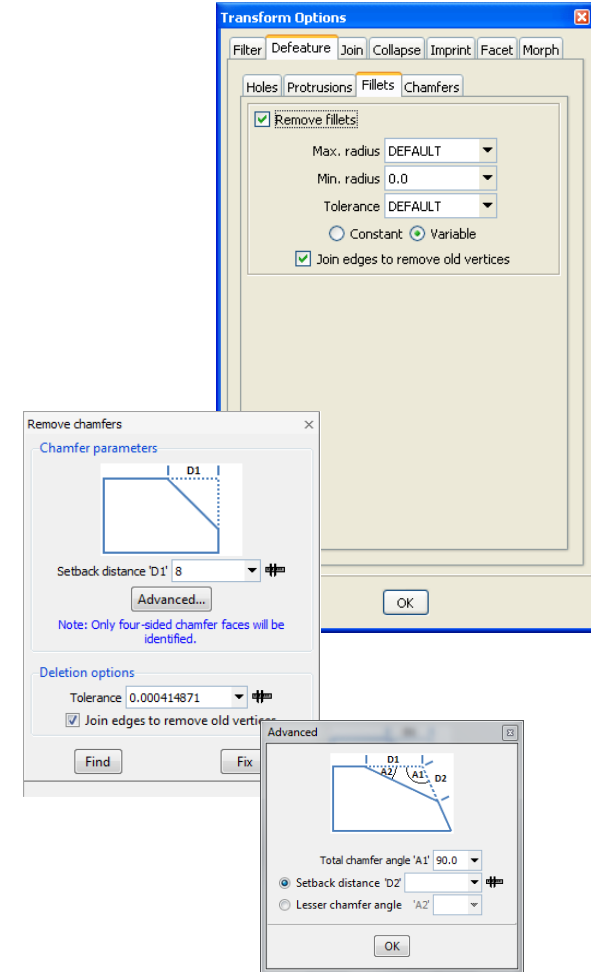 Transform Options
Filter Defeature Join Collapse Imprint Facet Morph
Holes Protrusions Fillets Chamfers
Remove fillets
Max. radius DEFAULT
Min. radius 0.0
Tolerance DEFAULT
Constant Variable
Join edges to remove old vertices
OK
Remove chamfers
Chamfer parameters
D1
Setback distance 'D1' 8
Advanced...
Note: Only four-sided chamfer faces will be
identified.
Deletion options
Tolerance 0.000414871
Join edges to remove old vertices
Find Fix
Advanced
D1
A2 A1 D2
Total chamfer angle 'A1' 90.0
Setback distance 'D2'
Lesser chamfer angle 'A2'
OK